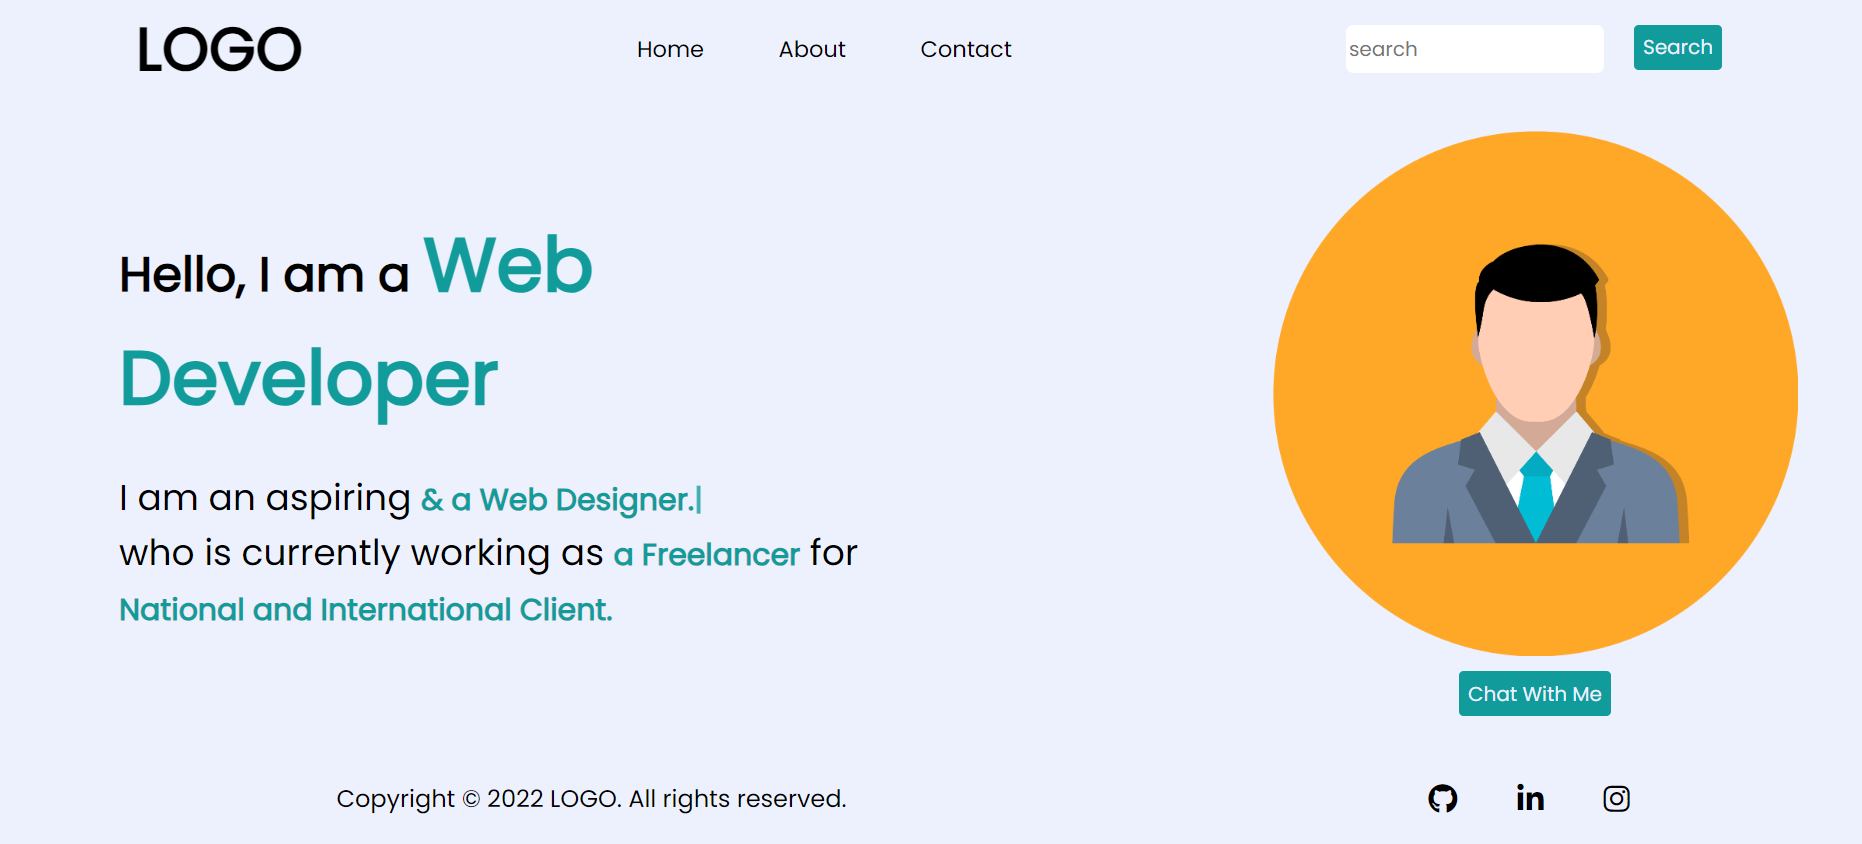 LOGO
Home About Contact
search Search
Hello, I am a Web
Developer
I am an aspiring & a Web Designer.|
who is currently working as a Freelancer for
National and International Client.
Chat With Me
Copyright © 2022 LOGO. All rights reserved.
in